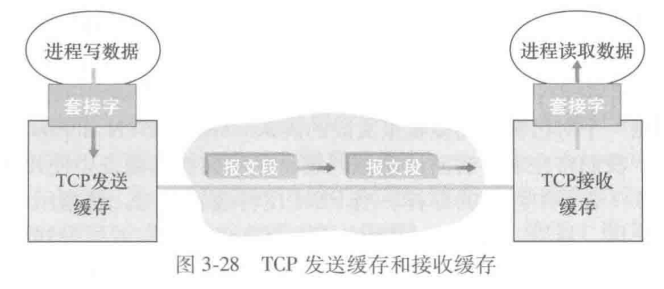 进程写数据
进程读取数据
套接字
套接字
报文段
报文段
TCP发送
缓存
TCP接收
缓存
图 3-28 TCP 发送缓存和接收缓存